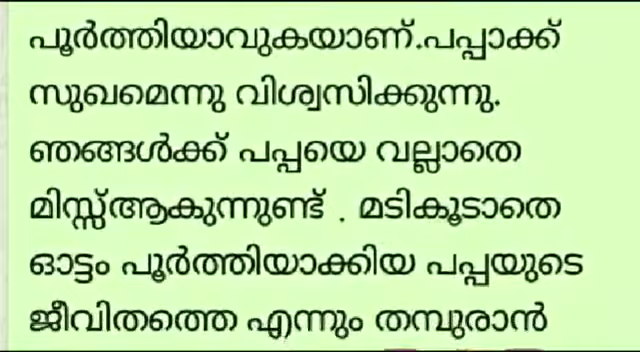 പൂർത്തിയാവുകയാണ്.പപ്പാക്ക്
സുഖമെന്നു വിശ്വസിക്കുന്നു.
ഞങ്ങൾക്ക് പപ്പയെ വല്ലാതെ
മിസ്സ്ആകുന്നുണ്ട് . മടികൂടാതെ
ഓട്ടം പൂർത്തിയാക്കിയ പപ്പയുടെ
ജീവിതത്തെ എന്നും തമ്പുരാൻ